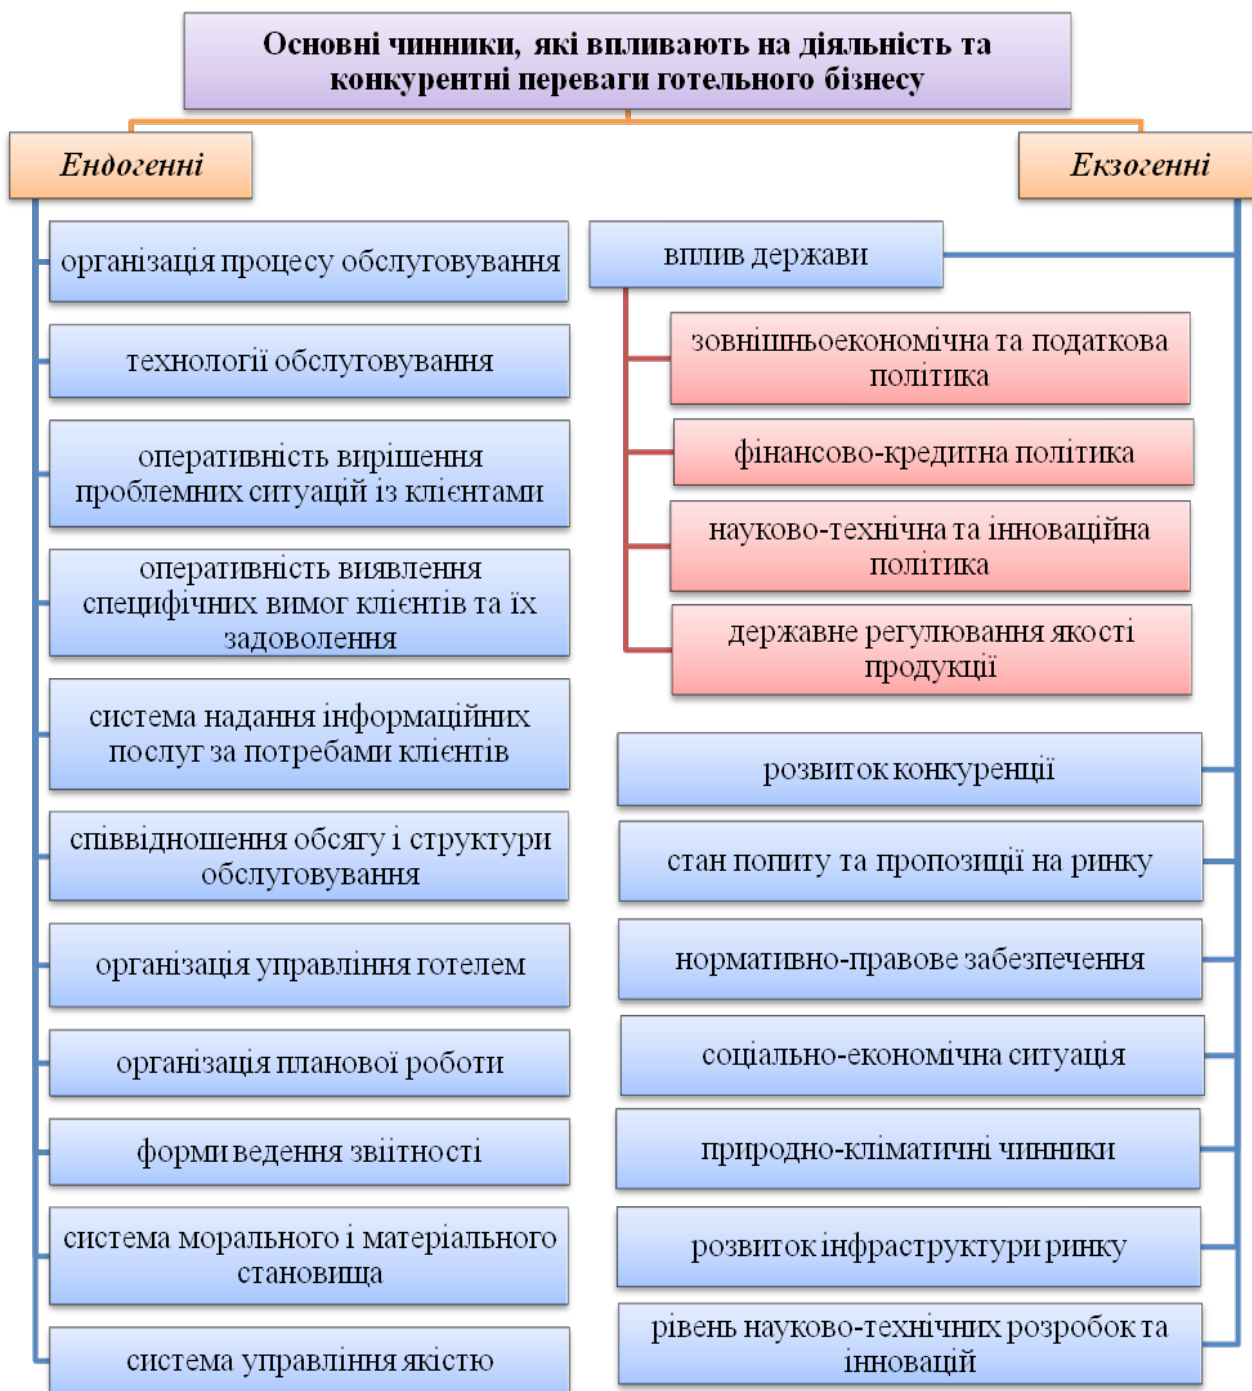 Основні чинники, які впливають на діяльність та
конкурентні переваги готельного бізнесу
Ендогенні
організація процесу обслуговування
технології обслуговування
оперативність вирішення
проблемних ситуацій із клієнтами
оперативність виявлення
специфічних вимог клієнтів та їх
задоволення
система надання інформаційних
послуг за потребами клієнтів
співвідношення обсягу і структури
обслуговування
організація управління готелем
організація планової роботи
форми ведення звіітності
система морального і матеріального
становища
система управління якістю
Екзогенні
вплив держави
зовнішньоекономічна та податкова
політика
фінансово-кредитна політика
науково-технічна та інноваційна
політика
державне регулювання якості
продукції
розвиток конкуренції
стан попиту та пропозиції на ринку
нормативно-правове забезпечення
соціально-економічна ситуація
природно-кліматичні чинники
розвиток інфраструктури ринку
рівень науково-технічних розробок та
інновацій